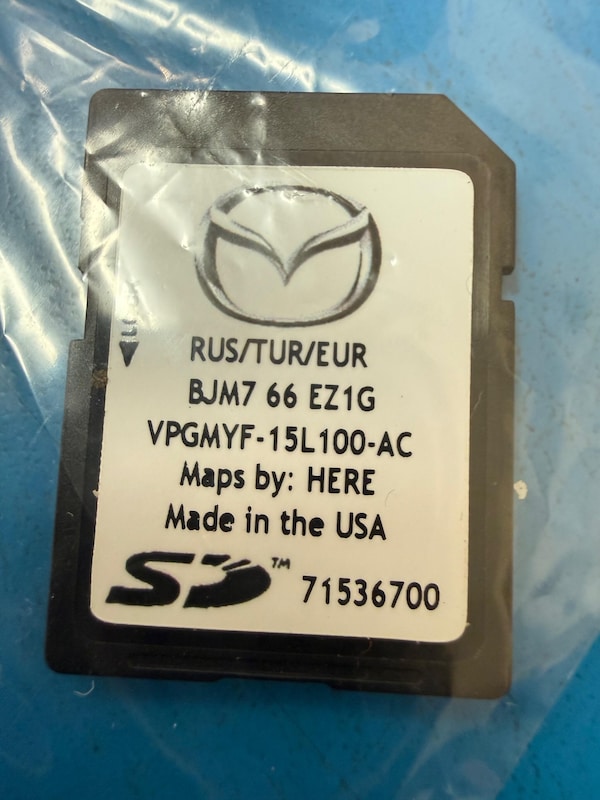 RUS/TUR/EUR
BJM7 66 EZ1G
VPGMYF-15L100-AC
Maps by: HERE
Made in the USA
SD™ 71536700